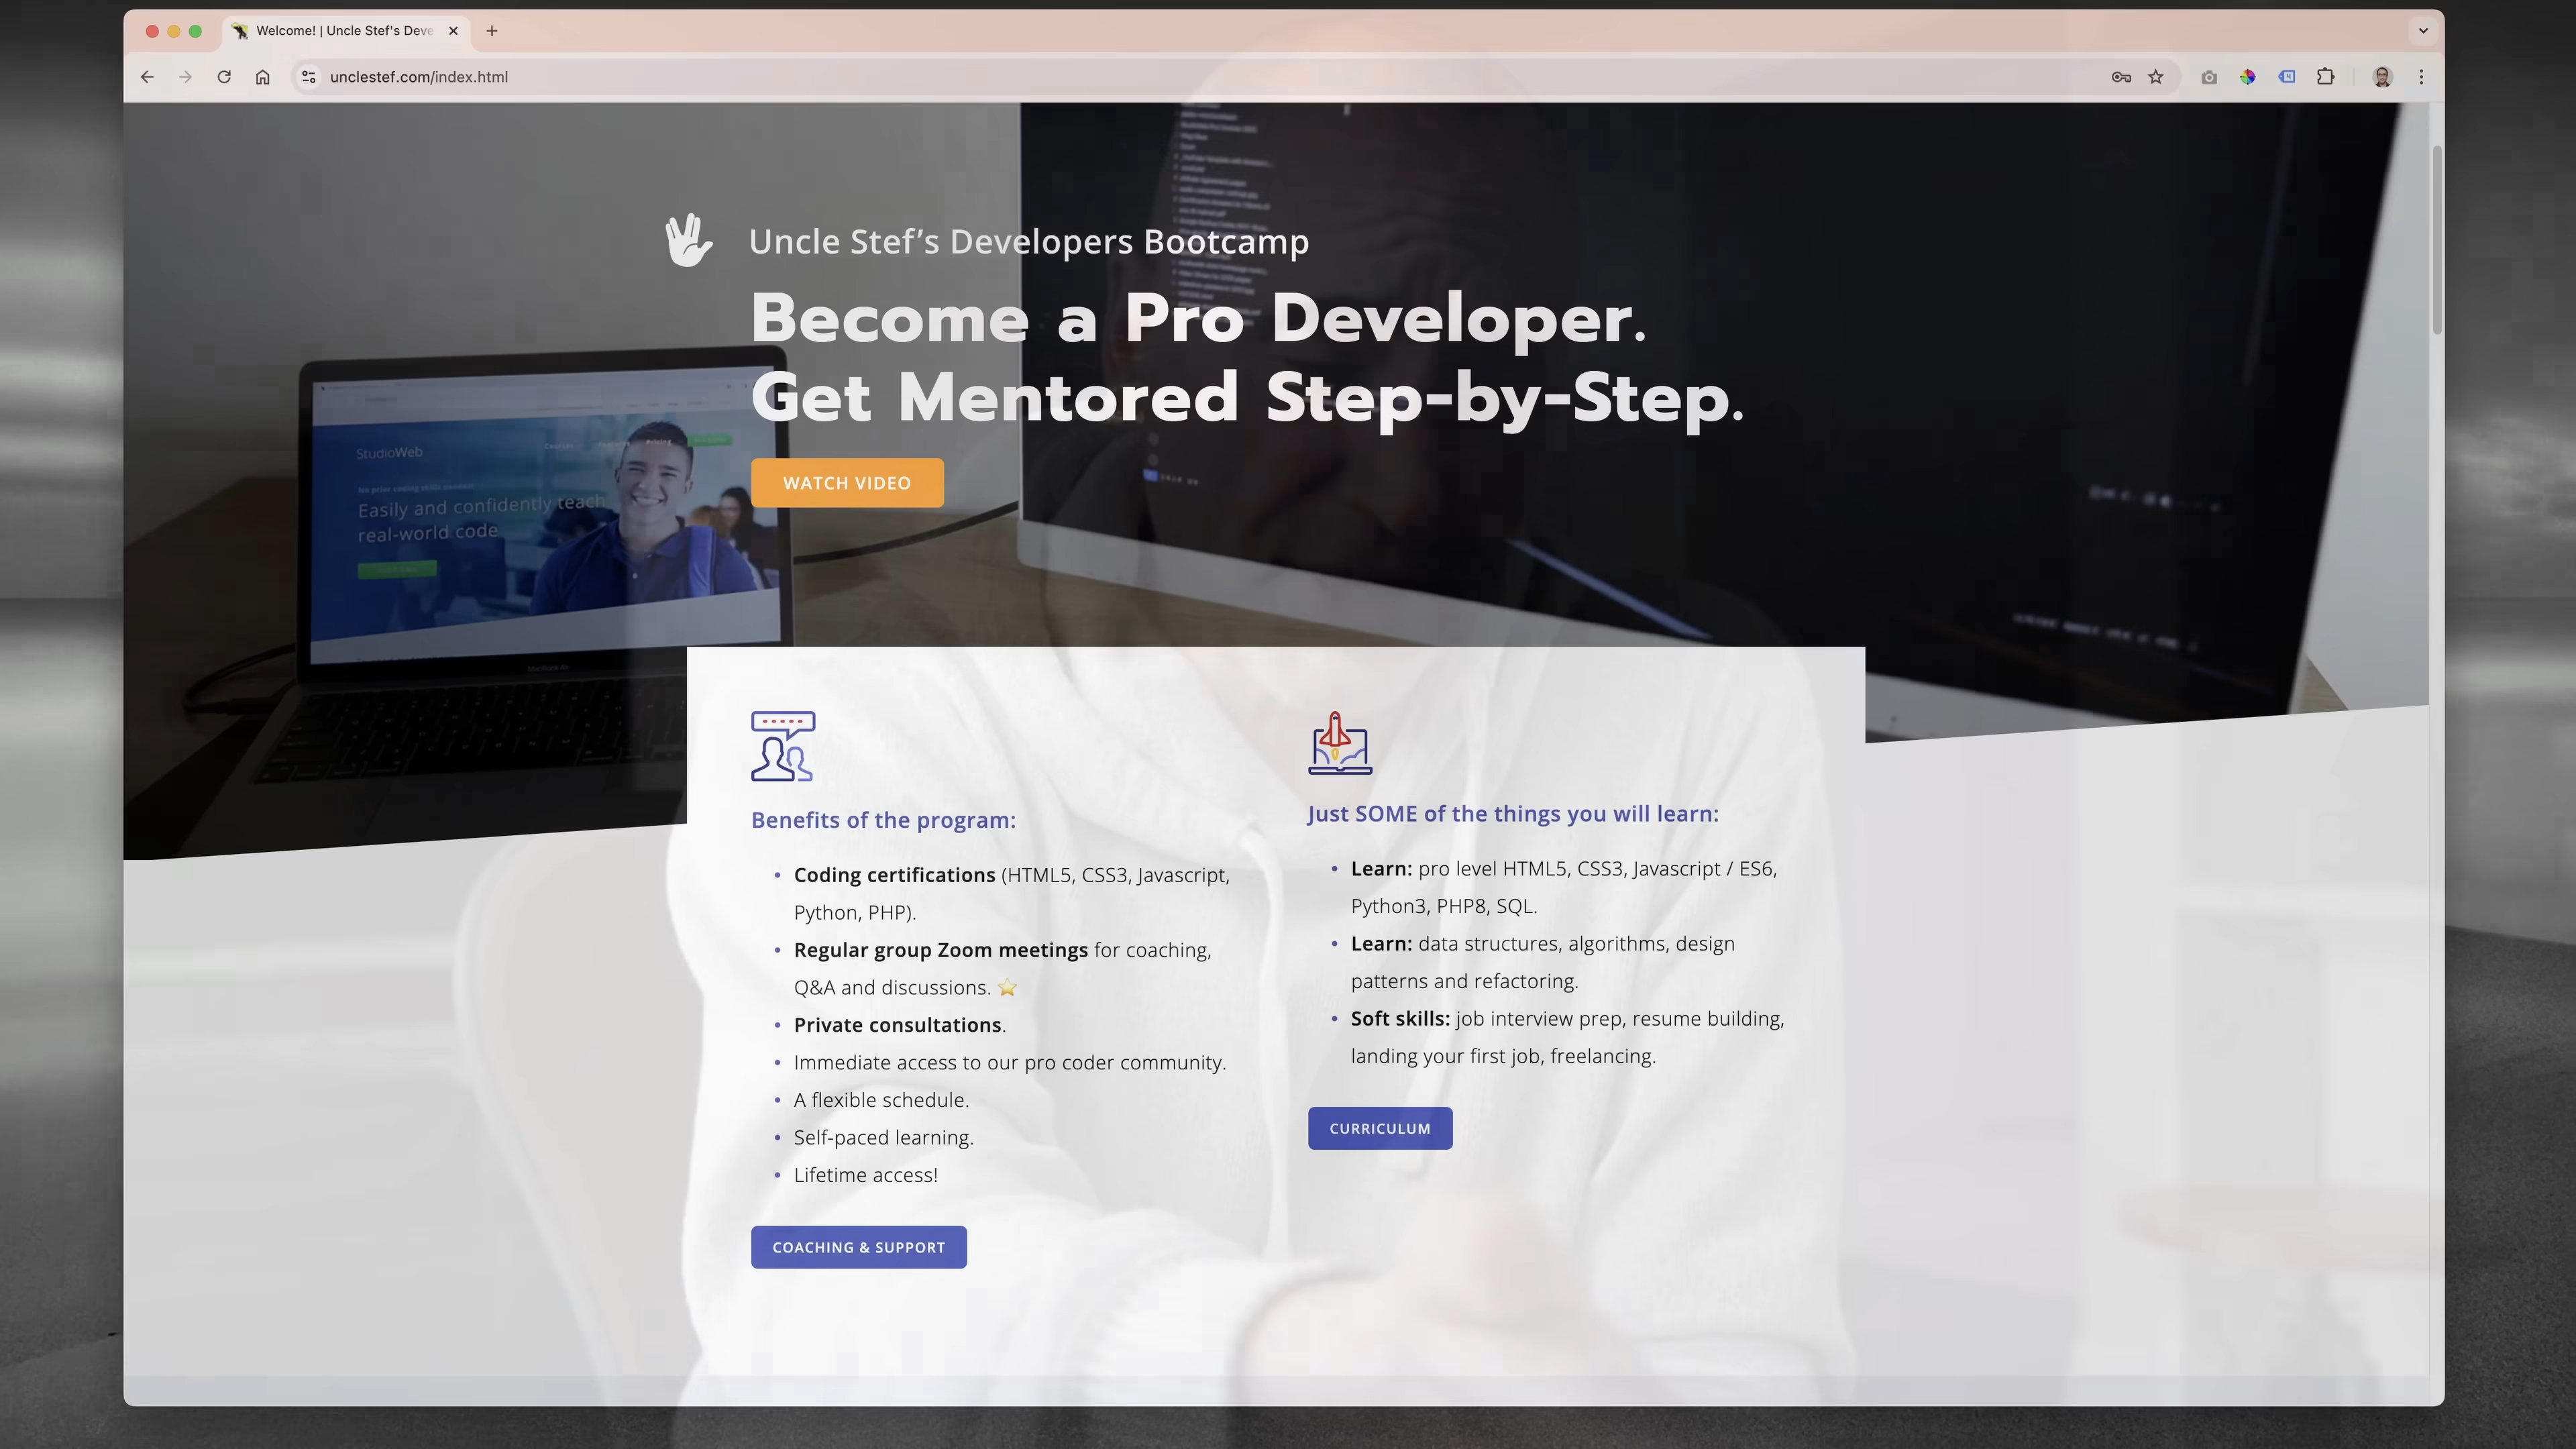 Welcome! | Uncle Stef's Deve
unclestef.com/index.html
Uncle Stef's Developers Bootcamp
Become a Pro Developer.
Get Mentored Step-by-Step.
WATCH VIDEO
StudioWeb
No prior coding skills needed!
Easily and confidently teach
real-world code
Benefits of the program:
• Coding certifications (HTML5, CSS3, Javascript,
Python, PHP).
• Regular group Zoom meetings for coaching,
Q&A and discussions. ⭐
• Private consultations.
• Immediate access to our pro coder community.
• A flexible schedule.
• Self-paced learning.
• Lifetime access!
COACHING & SUPPORT
Just SOME of the things you will learn:
• Learn: pro level HTML5, CSS3, Javascript / ES6,
Python3, PHP8, SQL.
• Learn: data structures, algorithms, design
patterns and refactoring.
• Soft skills: job interview prep, resume building,
landing your first job, freelancing.
CURRICULUM